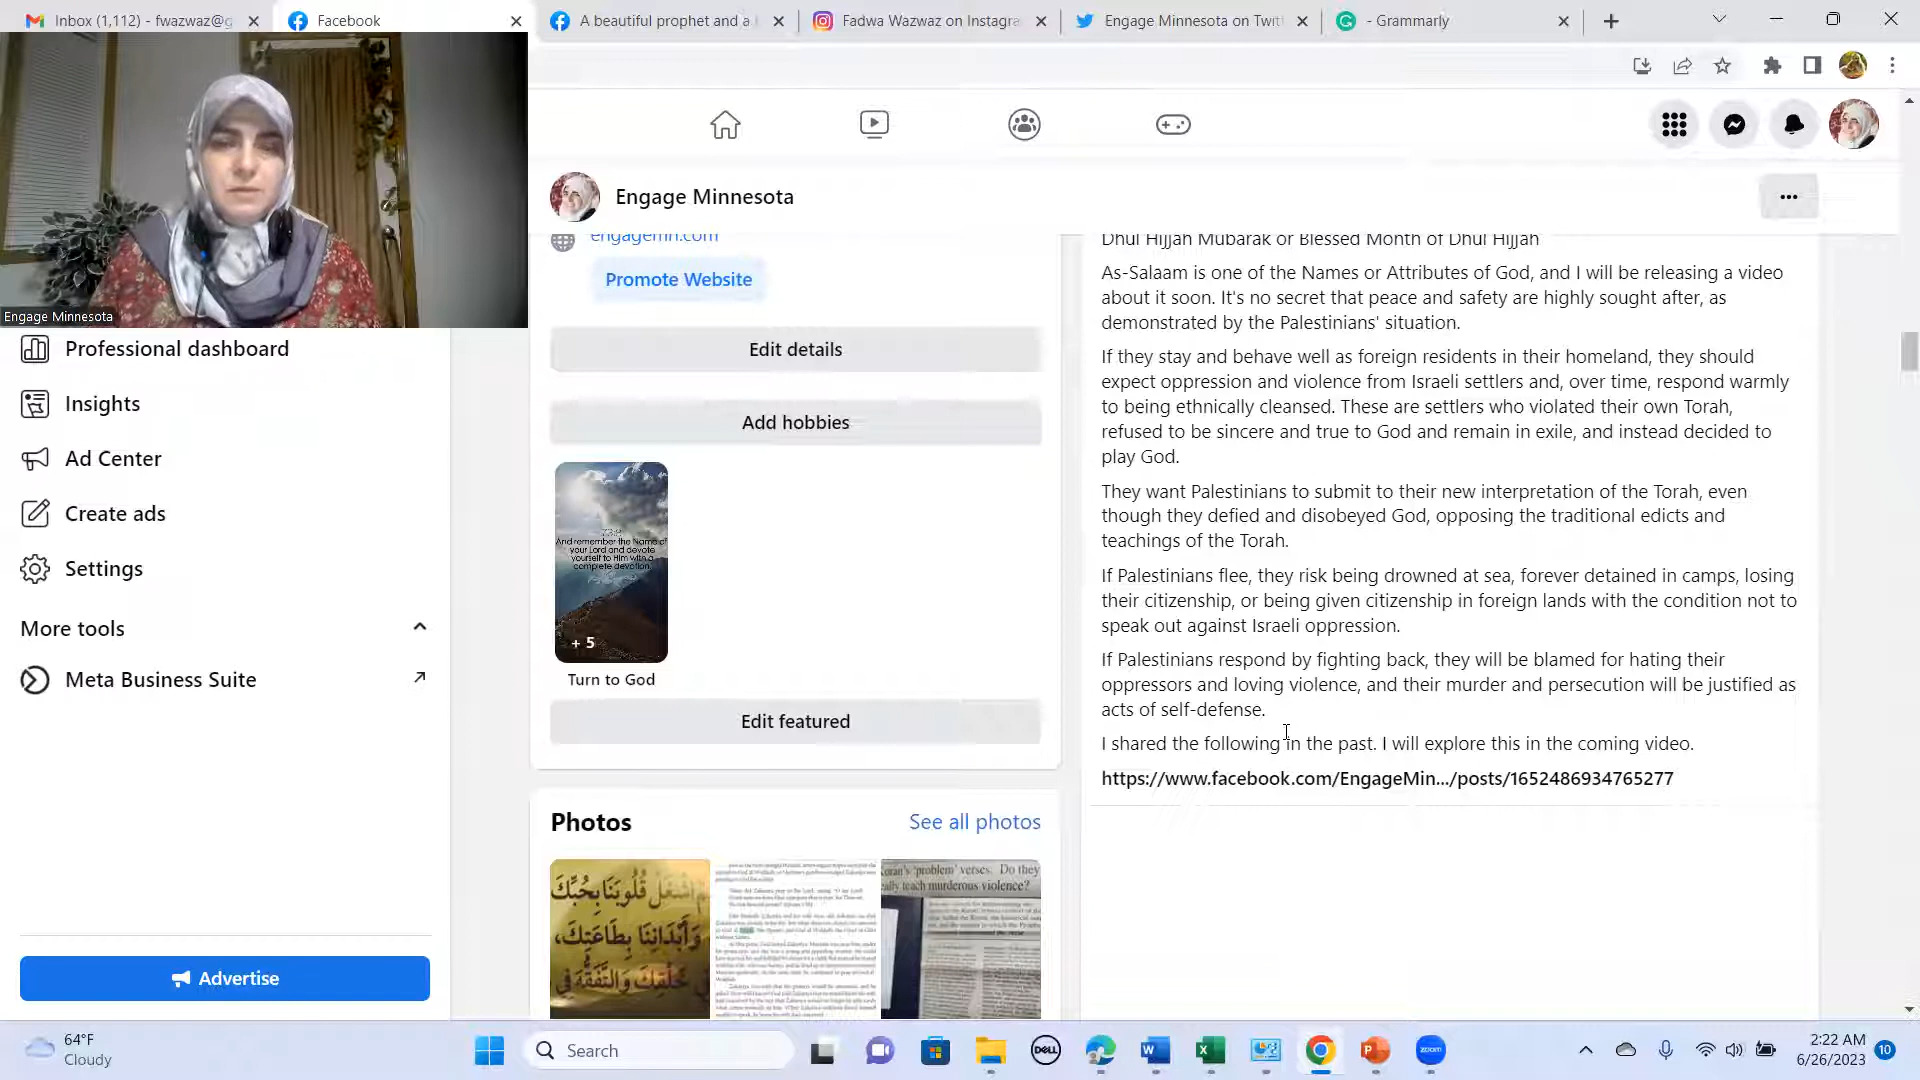 Inbox (1,112) - fwazwaz@g
Facebook
A beautiful prophet and a
Fadwa Wazwaz on Instagra
Engage Minnesota on Twit
- Grammarly
Engage Minnesota
Engage Minnesota
engagemn.com
Promote Website
Edit details
Add hobbies
And remember the Name of
your Lord and devote
yourself to Him with a
complete devotion.
+ 5
Turn to God
Edit featured
Photos
See all photos
Professional dashboard
Insights
Ad Center
Create ads
Settings
More tools
Meta Business Suite
Advertise
Dhul Hijjah Mubarak or Blessed Month of Dhul Hijjah
As-Salaam is one of the Names or Attributes of God, and I will be releasing a video
about it soon. It's no secret that peace and safety are highly sought after, as
demonstrated by the Palestinians' situation.
If they stay and behave well as foreign residents in their homeland, they should
expect oppression and violence from Israeli settlers and, over time, respond warmly
to being ethnically cleansed. These are settlers who violated their own Torah,
refused to be sincere and true to God and remain in exile, and instead decided to
play God.
They want Palestinians to submit to their new interpretation of the Torah, even
though they defied and disobeyed God, opposing the traditional edicts and
teachings of the Torah.
If Palestinians flee, they risk being drowned at sea, forever detained in camps, losing
their citizenship, or being given citizenship in foreign lands with the condition not to
speak out against Israeli oppression.
If Palestinians respond by fighting back, they will be blamed for hating their
oppressors and loving violence, and their murder and persecution will be justified as
acts of self-defense.
I shared the following in the past. I will explore this in the coming video.
https://www.facebook.com/EngageMin.../posts/1652486934765277
قلوبنا بحبك
وأبداننا بطاعتك،
oran's 'problem' verses. Do they
ally teach murderous violence?
64°F
Cloudy
Search
DELL
zoom
2:22 AM
6/26/2023
10